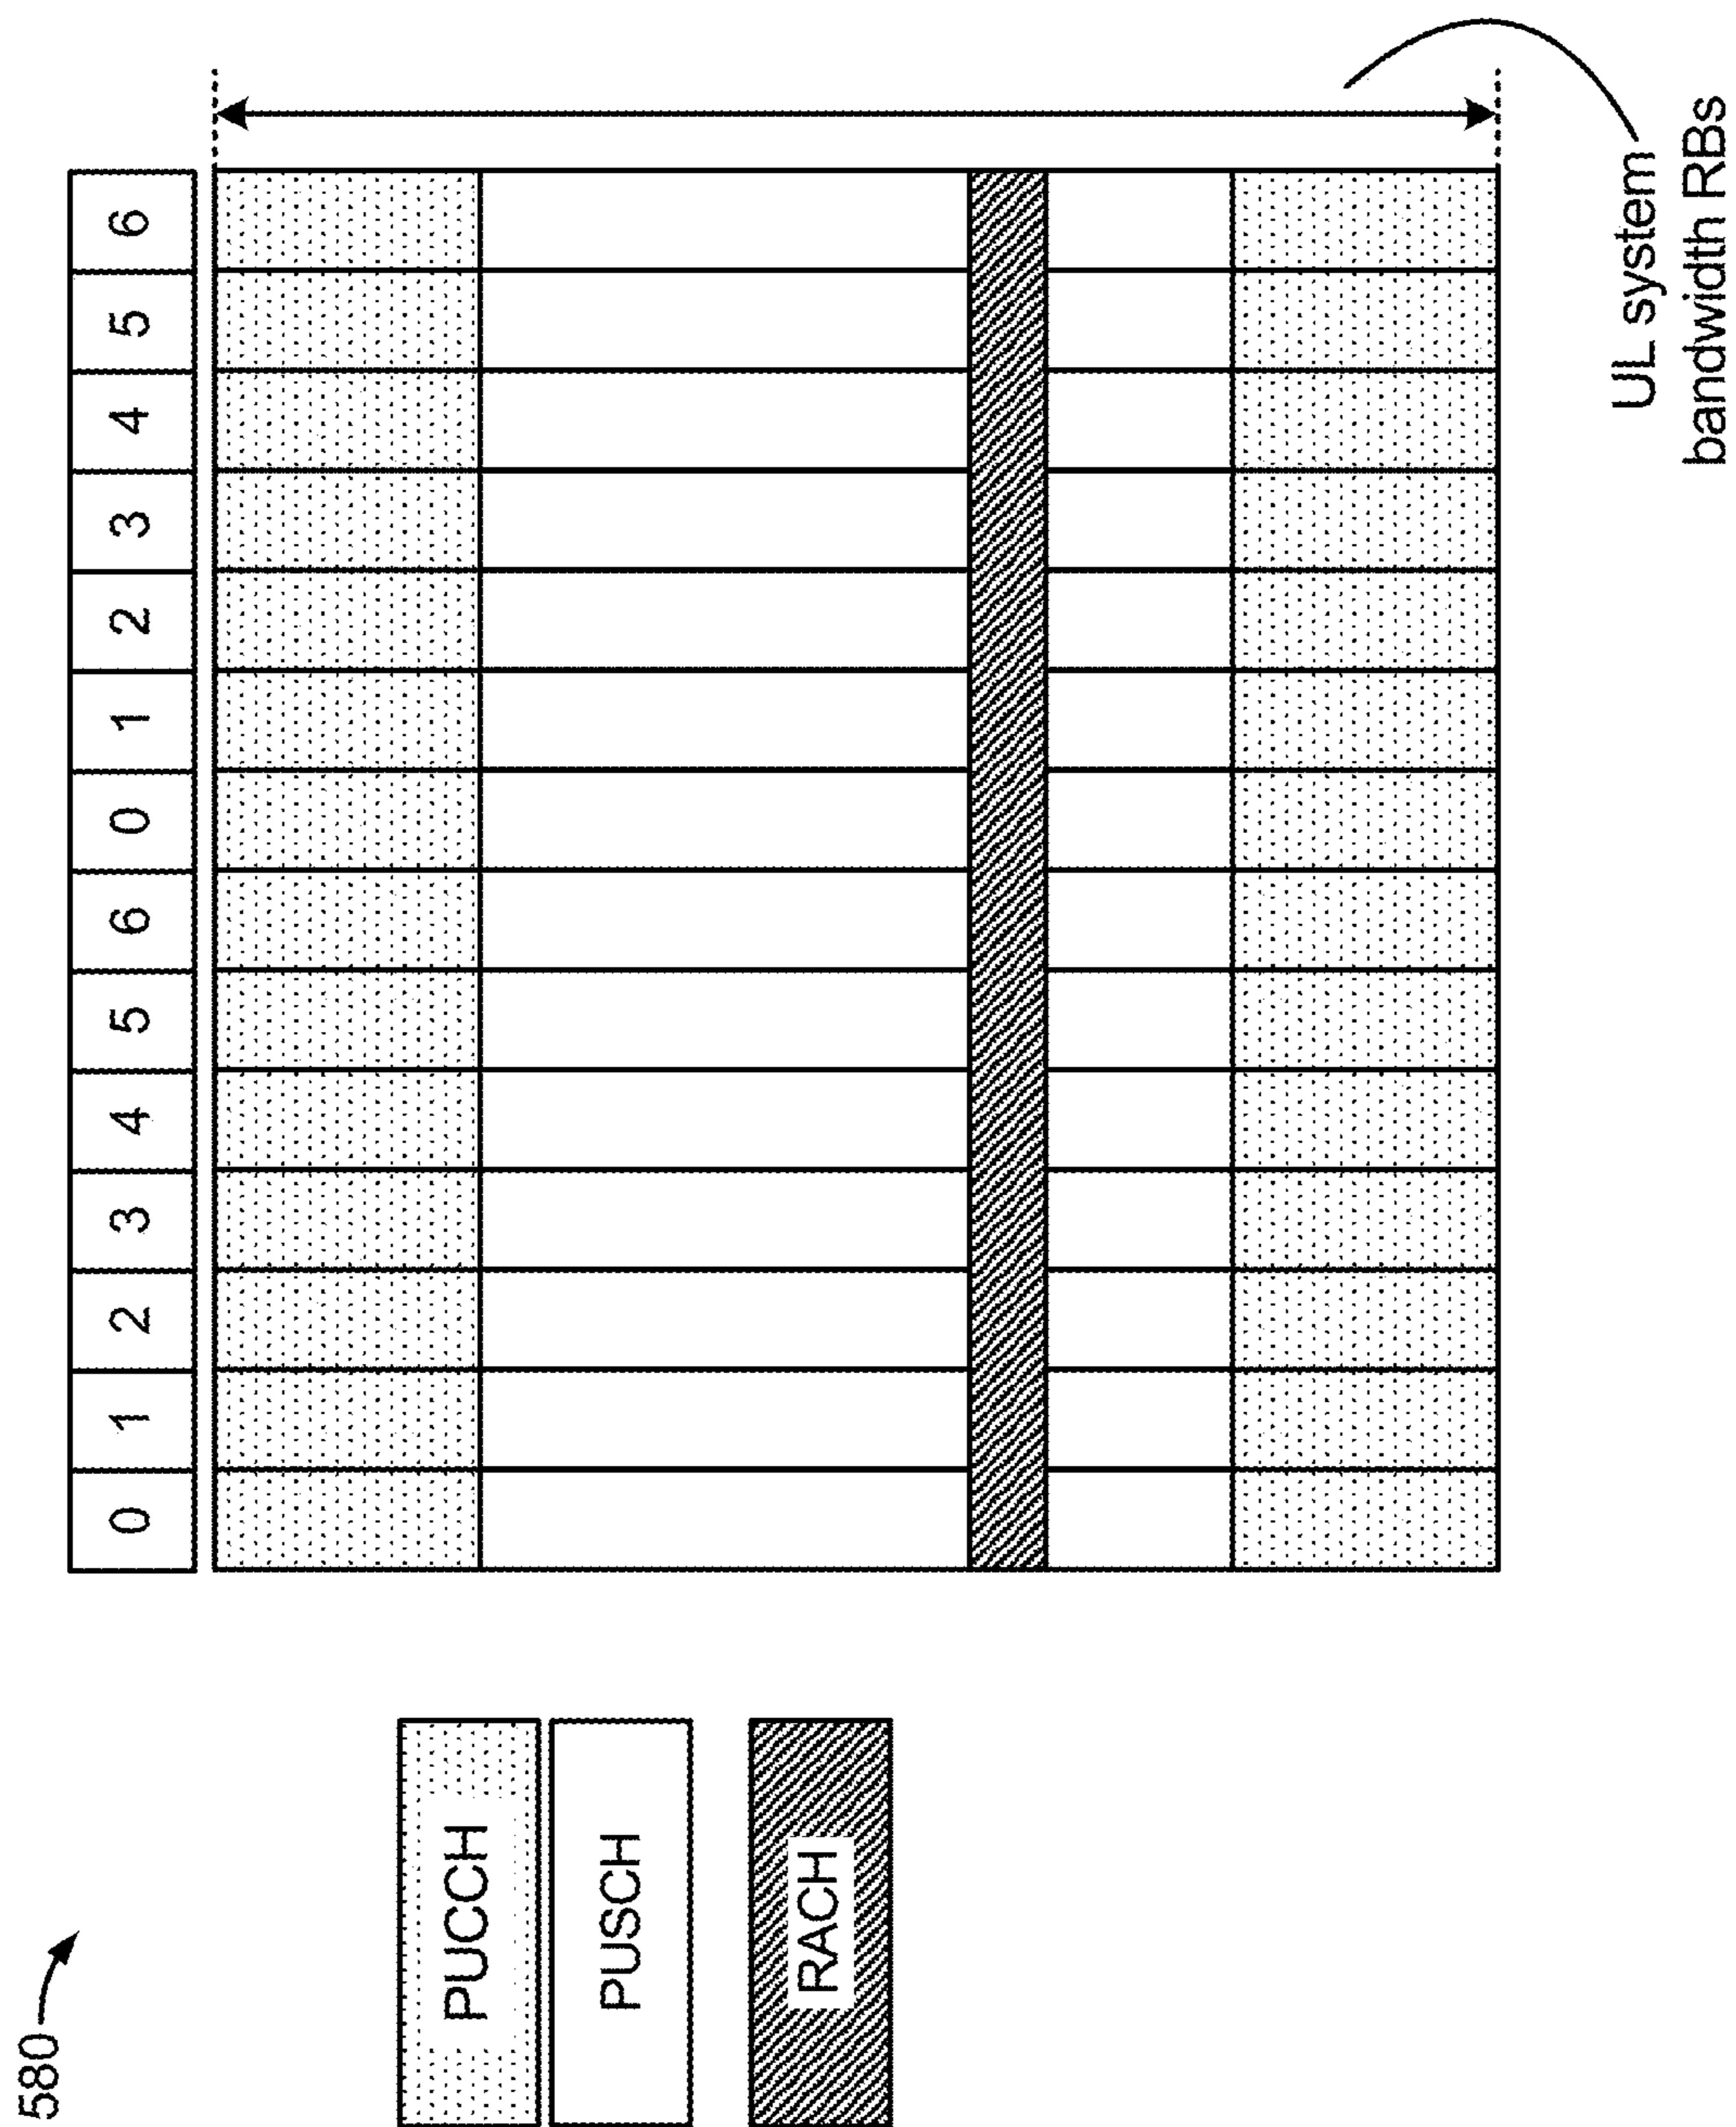 580
PUCCH
PUSCH
RACH
0 1 2 3 4 5 6 0 1 2 3 4 5 6
UL system
bandwidth RBs